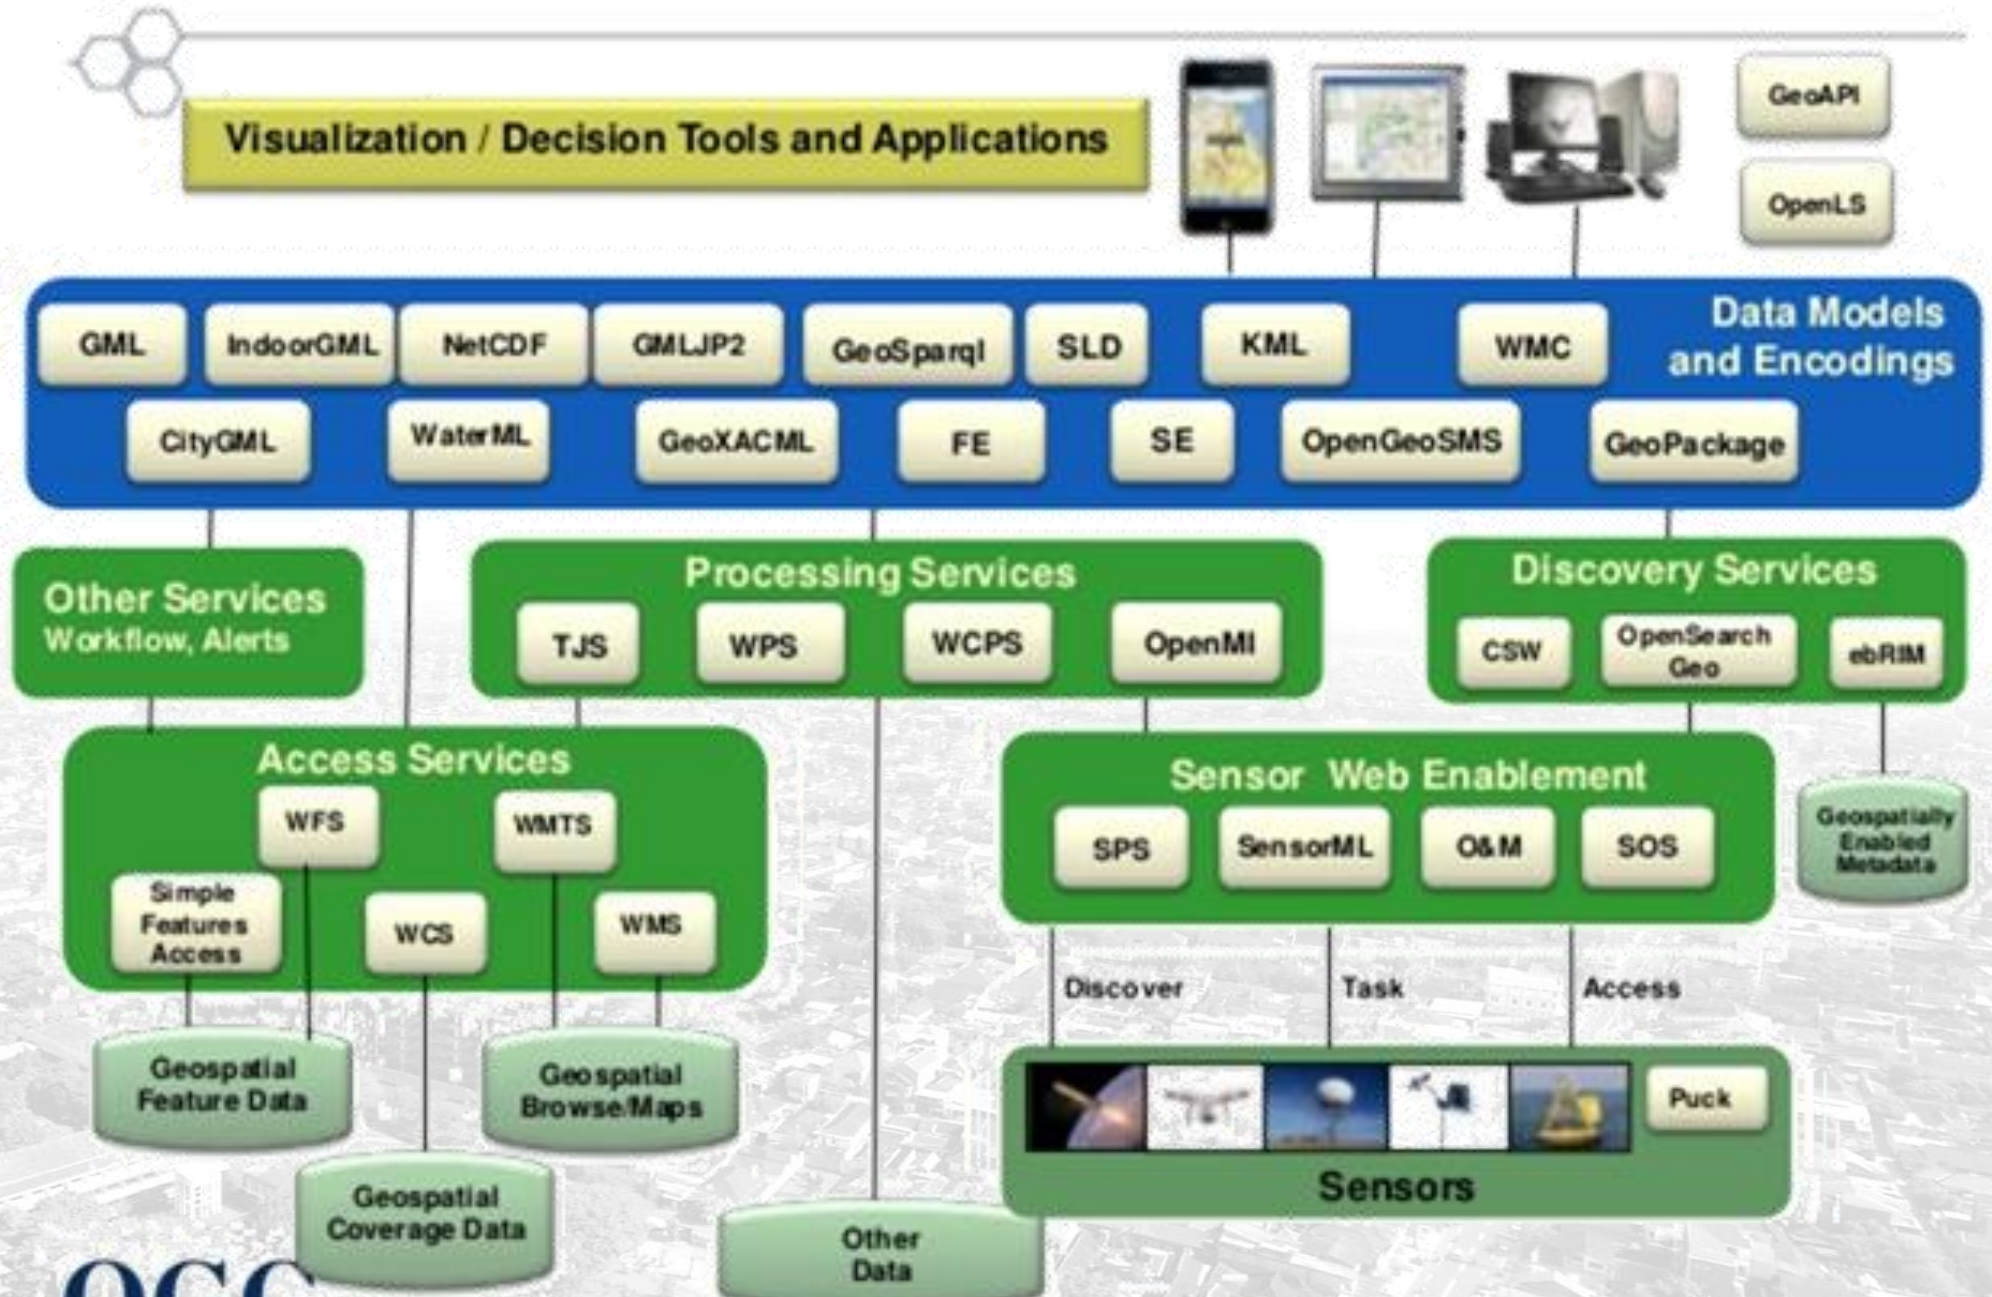 Visualization / Decision Tools and Applications
GeoAPI
OpenLS
Data Models
and Encodings
GML
IndoorGML
NetCDF
GMLJP2
GeoSparql
SLD
KML
WMC
CityGML
WaterML
GeoXACML
FE
SE
OpenGeoSMS
GeoPackage
Other Services
Workflow, Alerts
Processing Services
TJS
WPS
WCPS
OpenMI
Discovery Services
CSW
OpenSearch
Geo
ebRIM
Access Services
WFS
WMTS
Simple
Features
Access
WCS
WMS
Sensor Web Enablement
SPS
SensorML
O&M
SOS
Geospatially
Enabled
Metadata
Discover
Task
Access
Geospatial
Feature Data
Geospatial
Browse/Maps
Geospatial
Coverage Data
Other
Data
Puck
Sensors
OGC